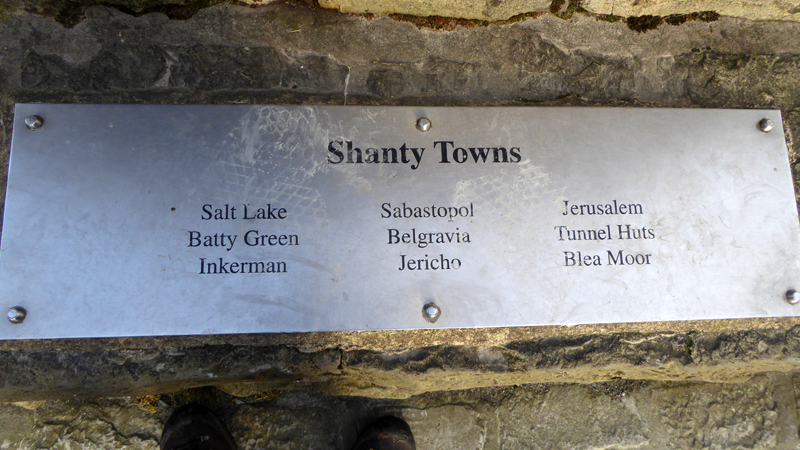 Shanty Towns
Salt Lake
Batty Green
Inkerman
Sabastopol
Belgravia
Jericho
Jerusalem
Tunnel Huts
Blea Moor